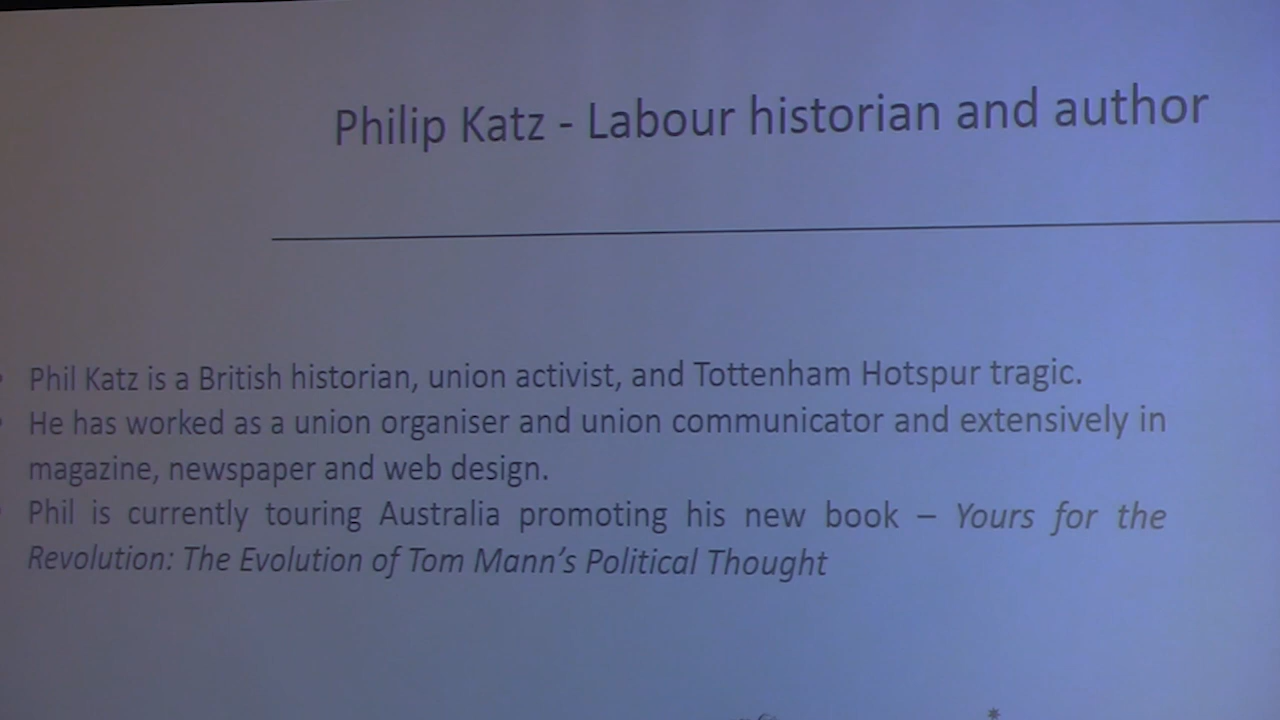 Philip Katz - Labour historian and author
Phil Katz is a British historian, union activist, and Tottenham Hotspur tragic.
He has worked as a union organiser and union communicator and extensively in
magazine, newspaper and web design.
Phil is currently touring Australia promoting his new book – Yours for the
Revolution: The Evolution of Tom Mann's Political Thought